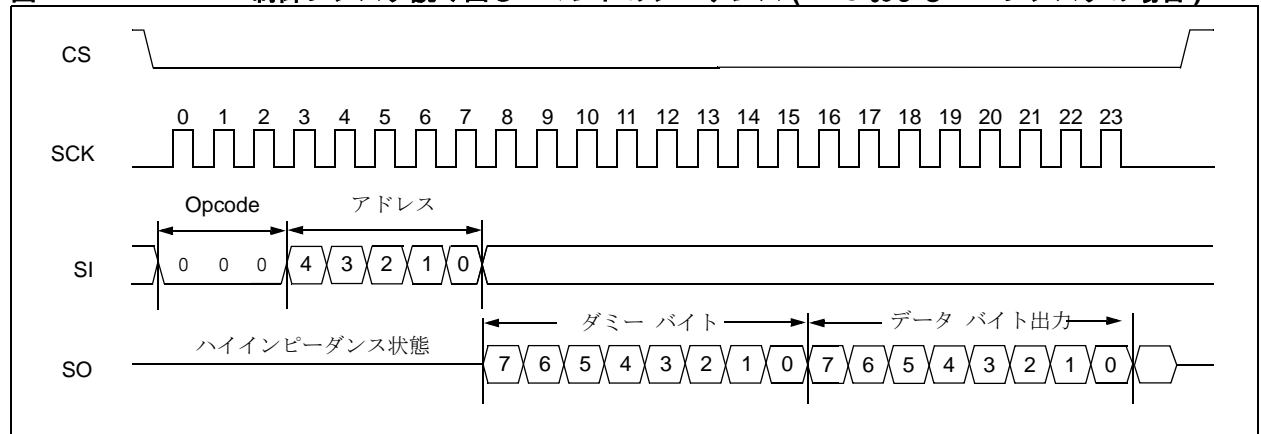 CS
0 1 2 3 4 5 6 7 8 9 10 11 12 13 14 15 16 17 18 19 20 21 22 23
SCK
Opcode アドレス
SI 0 0 0 4 3 2 1 0
ダミー バイト データ バイト出力
ハイインピーダンス状態
SO 7 6 5 4 3 2 1 0 7 6 5 4 3 2 1 0